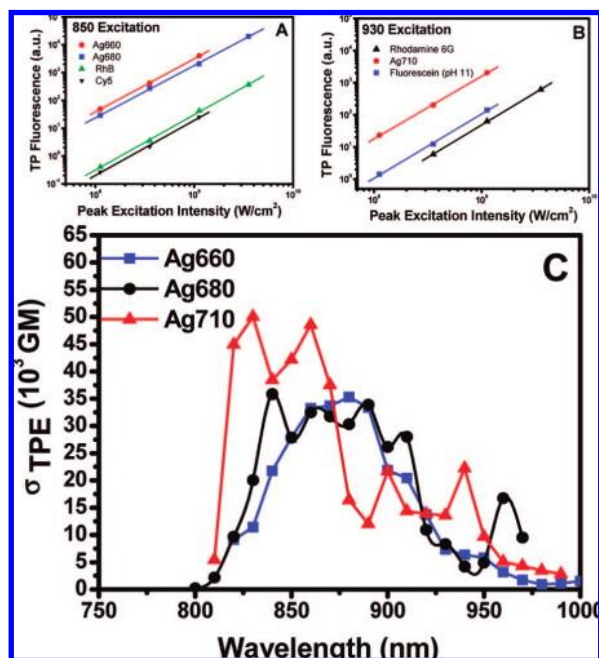 850 Excitation
A
Ag660
Ag680
RhB
Cy5
TP Fluorescence (a.u.)
Peak Excitation Intensity (W/cm²)
930 Excitation
B
Rhodamine 6G
Ag710
Fluorescein (pH 11)
TP Fluorescence (a.u.)
Peak Excitation Intensity (W/cm²)
C
Ag660
Ag680
Ag710
σ TPE (10³ GM)
65
60
55
50
45
40
35
30
25
20
15
10
5
0
750 800 850 900 950 1000
Wavelength (nm)